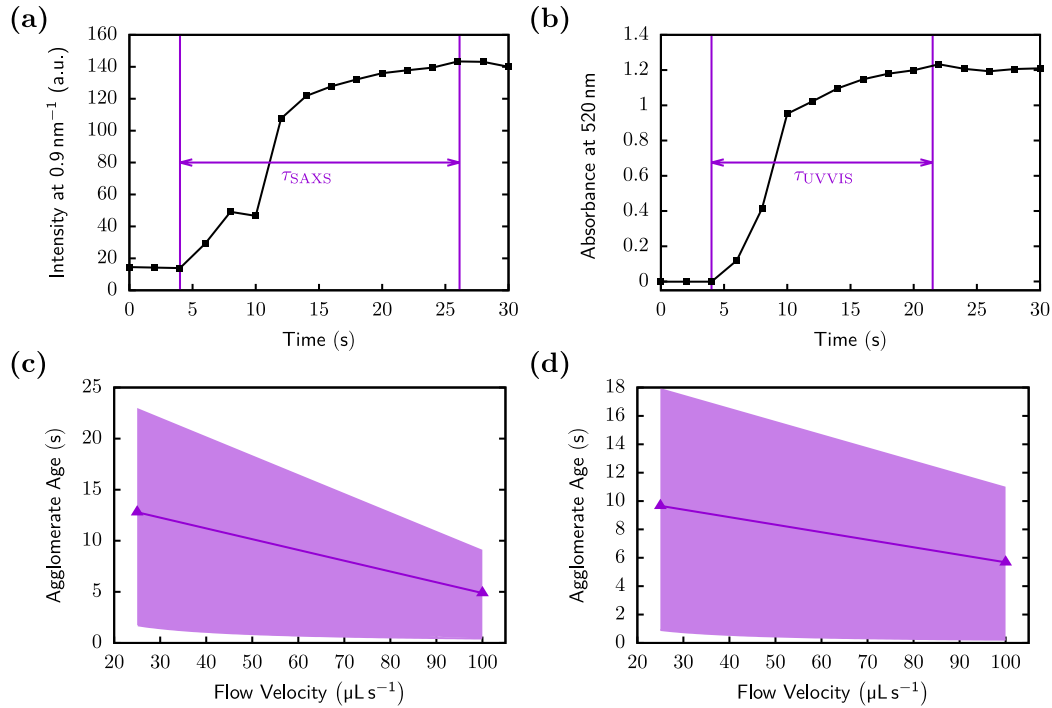 (a)
Intensity at 0.9 nm⁻¹ (a.u.)
160
140
120
100
80
60
40
20
0
τSAXS
0 5 10 15 20 25 30
Time (s)
(b)
Absorbance at 520 nm
1.4
1.2
1
0.8
0.6
0.4
0.2
0
τUVVIS
0 5 10 15 20 25 30
Time (s)
(c)
Agglomerate Age (s)
25
20
15
10
5
0
20 30 40 50 60 70 80 90 100
Flow Velocity (µL s⁻¹)
(d)
Agglomerate Age (s)
18
16
14
12
10
8
6
4
2
0
20 30 40 50 60 70 80 90 100
Flow Velocity (µL s⁻¹)